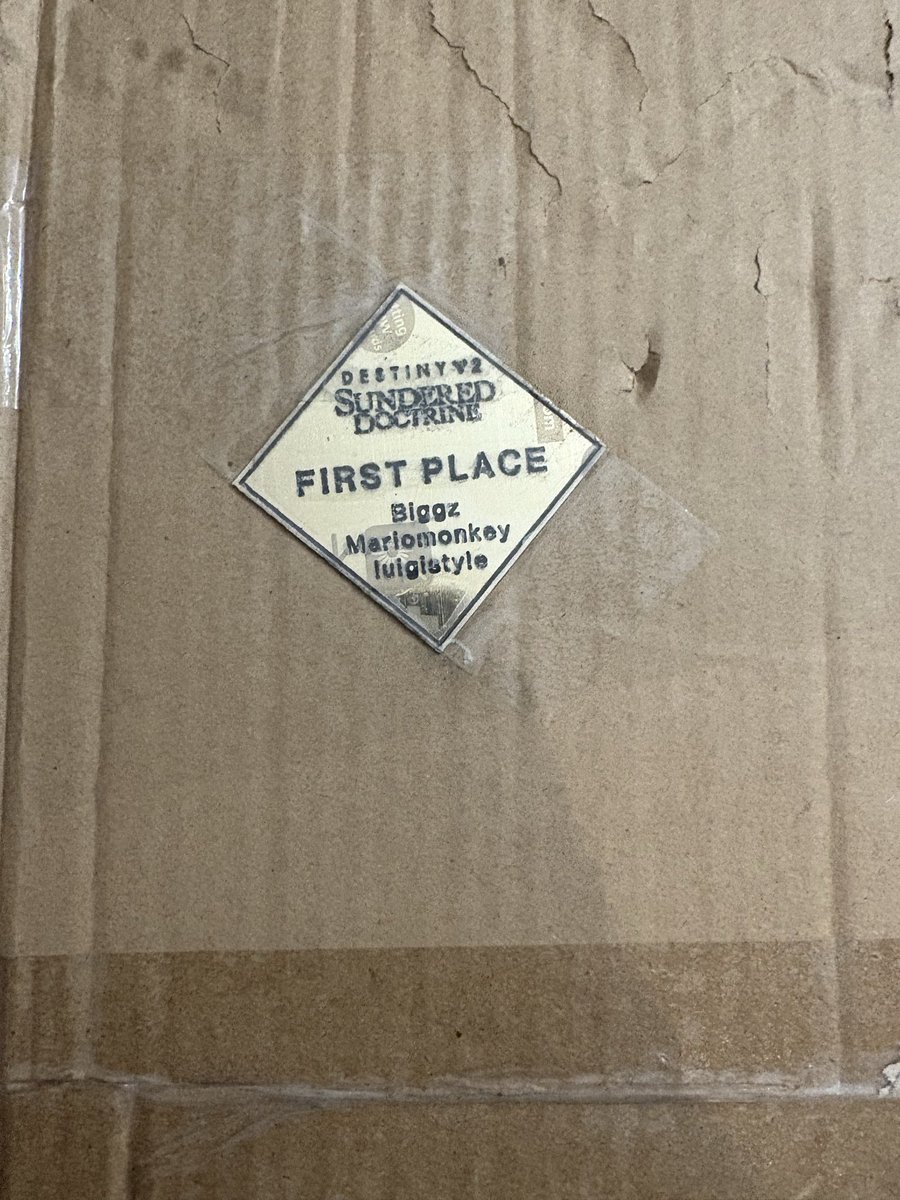 DESTINY 2
SUNDERED
DOCTRINE
FIRST PLACE
Biggz
Mariomonkey
luigistyle